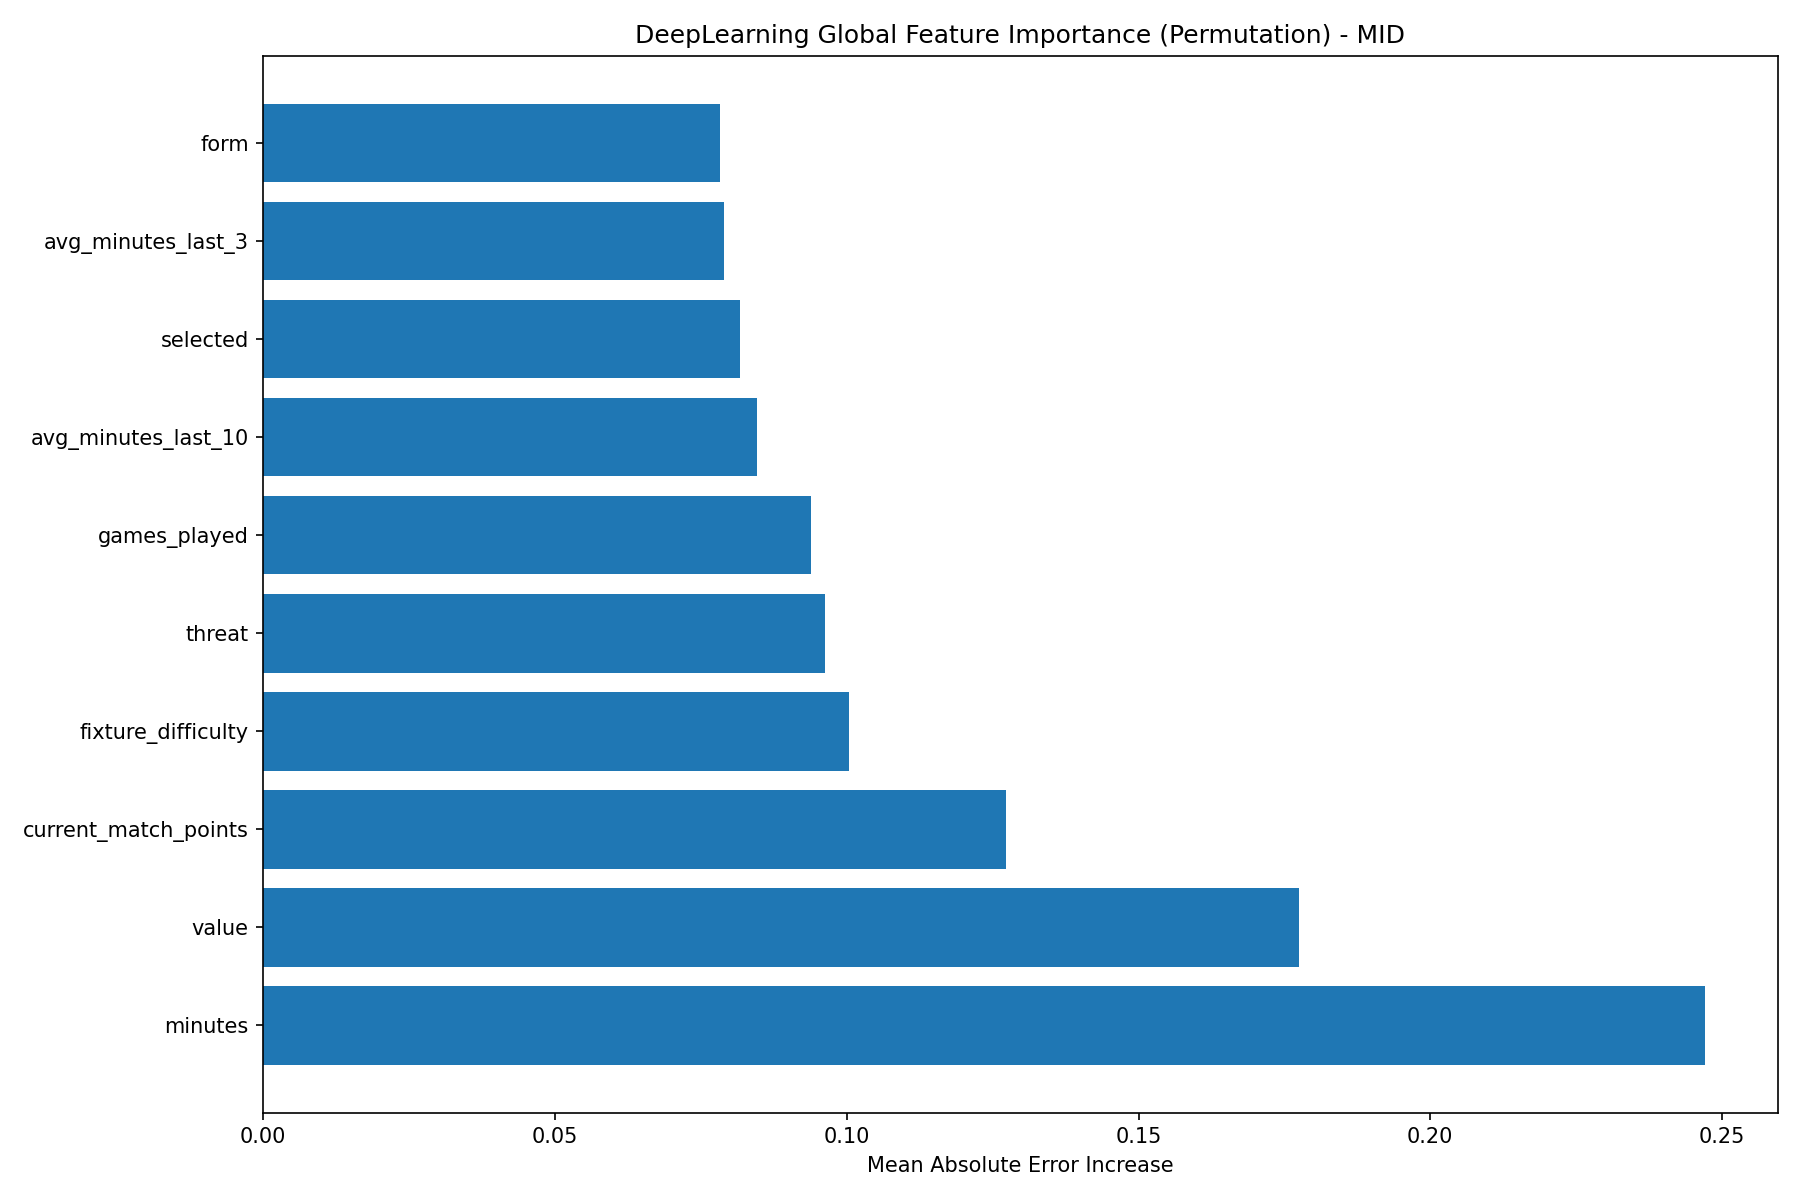 DeepLearning Global Feature Importance (Permutation) - MID
form
avg_minutes_last_3
selected
avg_minutes_last_10
games_played
threat
fixture_difficulty
current_match_points
value
minutes
0.00 0.05 0.10 0.15 0.20 0.25
Mean Absolute Error Increase